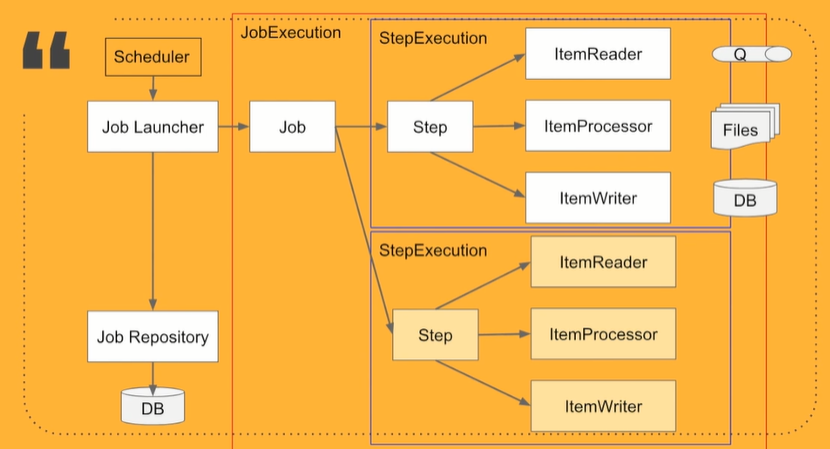 “
JobExecution
StepExecution
Scheduler
ItemReader
Q
Job Launcher
Job
Step
ItemProcessor
Files
ItemWriter
DB
StepExecution
ItemReader
Job Repository
Step
ItemProcessor
DB
ItemWriter